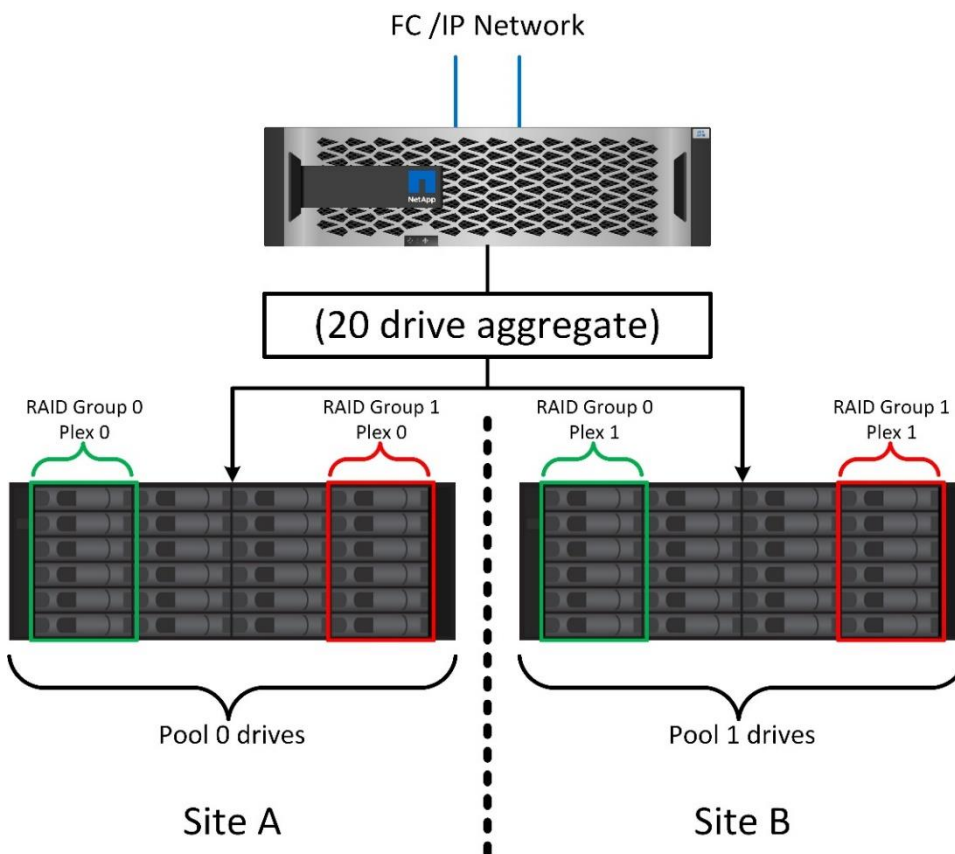 FC /IP Network
NetApp
(20 drive aggregate)
RAID Group 0
Plex 0
RAID Group 1
Plex 0
RAID Group 0
Plex 1
RAID Group 1
Plex 1
Pool 0 drives
Pool 1 drives
Site A
Site B